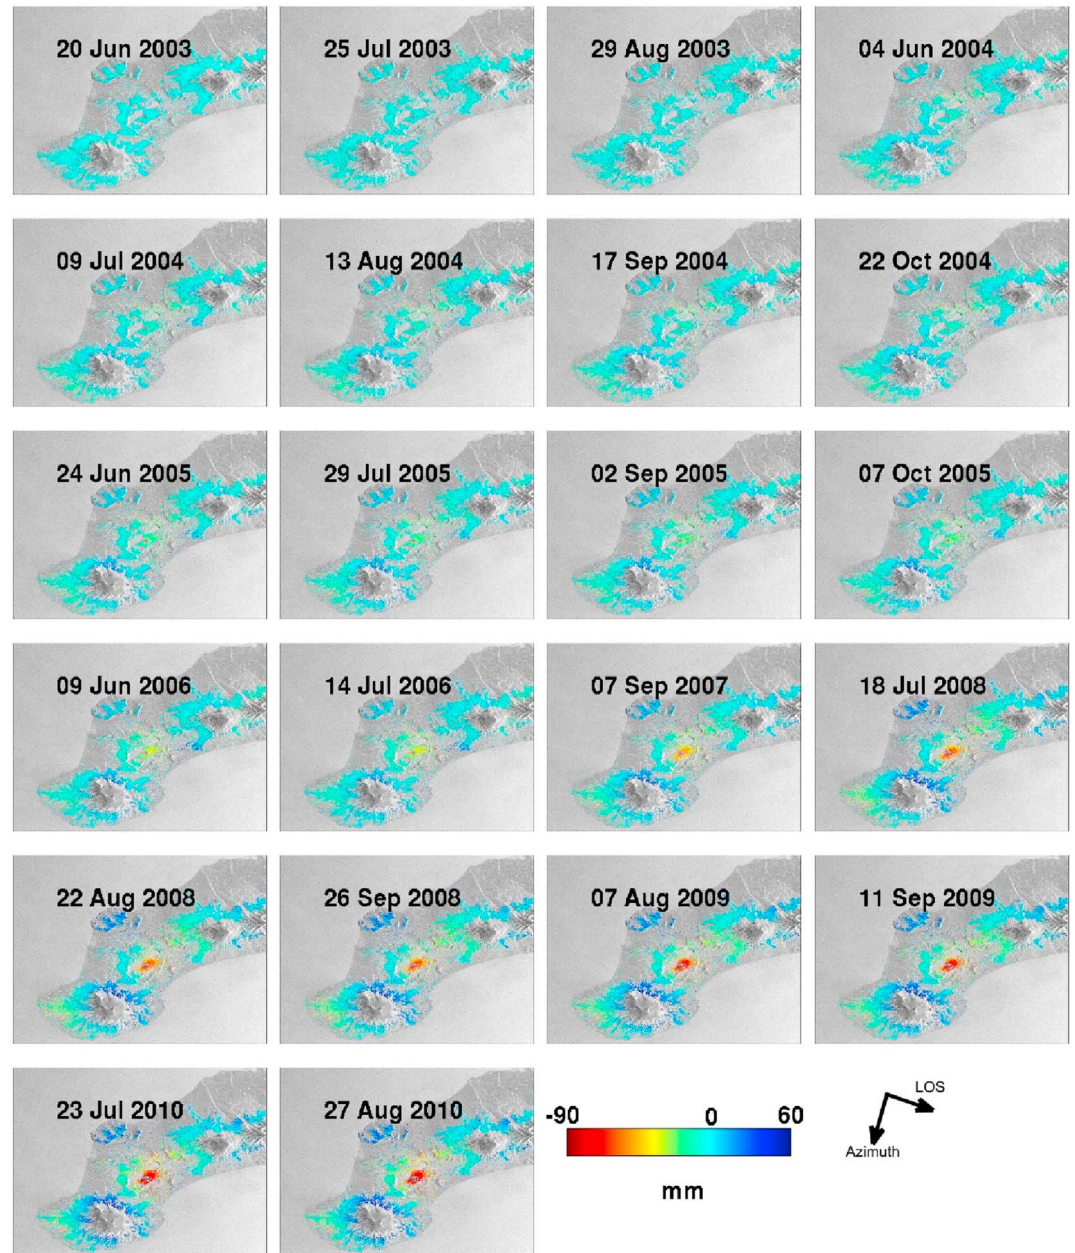 20 Jun 2003
25 Jul 2003
29 Aug 2003
04 Jun 2004
09 Jul 2004
13 Aug 2004
17 Sep 2004
22 Oct 2004
24 Jun 2005
29 Jul 2005
02 Sep 2005
07 Oct 2005
09 Jun 2006
14 Jul 2006
07 Sep 2007
18 Jul 2008
22 Aug 2008
26 Sep 2008
07 Aug 2009
11 Sep 2009
23 Jul 2010
27 Aug 2010
-90 0 60
mm
LOS
Azimuth